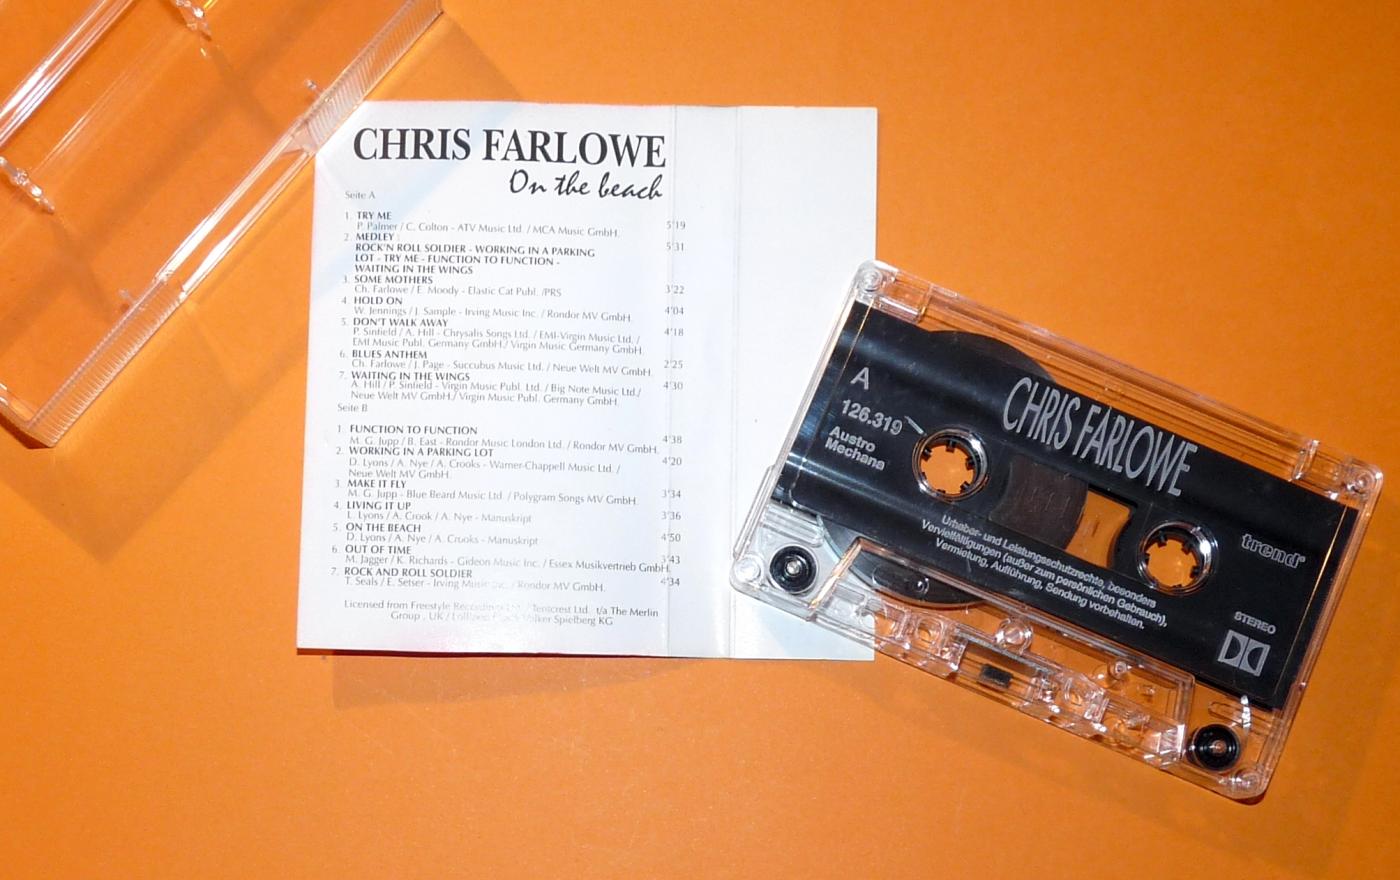 CHRIS FARLOWE
On the beach
Seite A
1. TRY ME
P. Palmer / C. Colton - ATV Music Ltd. / MCA Music GmbH. 5'19
2. MEDLEY : 5'31
ROCK'N ROLL SOLDIER - WORKING IN A PARKING
LOT - TRY ME - FUNCTION TO FUNCTION -
WAITING IN THE WINGS
3. SOME MOTHERS
Ch. Farlowe / E. Moody - Elastic Cat Publ. /PRS 3'22
4. HOLD ON
W. Jennings / J. Sample - Irving Music Inc. / Rondor MV GmbH. 4'04
5. DON'T WALK AWAY
P. Sinfield / A. Hill - Chrysalis Songs Ltd. / EMI-Virgin Music Ltd. / 4'18
EMI Music Publ. Germany GmbH./ Virgin Music Germany GmbH.
6. BLUES ANTHEM
Ch. Farlowe / J. Page - Succubus Music Ltd. / Neue Welt MV GmbH. 2'25
7. WAITING IN THE WINGS
A. Hill / P. Sinfield - Virgin Music Publ. Ltd. / Big Note Music Ltd./ 4'30
Neue Welt MV GmbH./ Virgin Music Publ. Germany GmbH.
Seite B
1. FUNCTION TO FUNCTION
M. G. Jupp / B. East - Rondor Music London Ltd. / Rondor MV GmbH. 4'38
2. WORKING IN A PARKING LOT
D. Lyons / A. Nye / A. Crooks - Warner-Chappell Music Ltd. / 4'20
Neue Welt MV GmbH.
3. MAKE IT FLY
M. G. Jupp - Blue Beard Music Ltd. / Polygram Songs MV GmbH. 3'34
4. LIVING IT UP
L. Lyons / A. Crook / A. Nye - Manuskript 3'36
5. ON THE BEACH
D. Lyons / A. Nye / A. Crooks - Manuskript 4'50
6. OUT OF TIME
M. Jagger / K. Richards - Gideon Music Inc. / Essex Musikvertrieb GmbH. 3'43
7. ROCK AND ROLL SOLDIER
T. Seals / E. Setser - Irving Music Inc. / Rondor MV GmbH. 4'34
Licensed from Freestyle Recordings Ltd. / Tenscrest Ltd. t/a The Merlin
Group , UK / Volker Spielberg KG
A
126.319
Austro
Mechana
CHRIS FARLOWE
trend
Urheber- und Leistungsschutzrechte, besonders
Vervielfältigungen (außer zum persönlichen Gebrauch),
Vermietung, Aufführung, Sendung vorbehalten.
STEREO